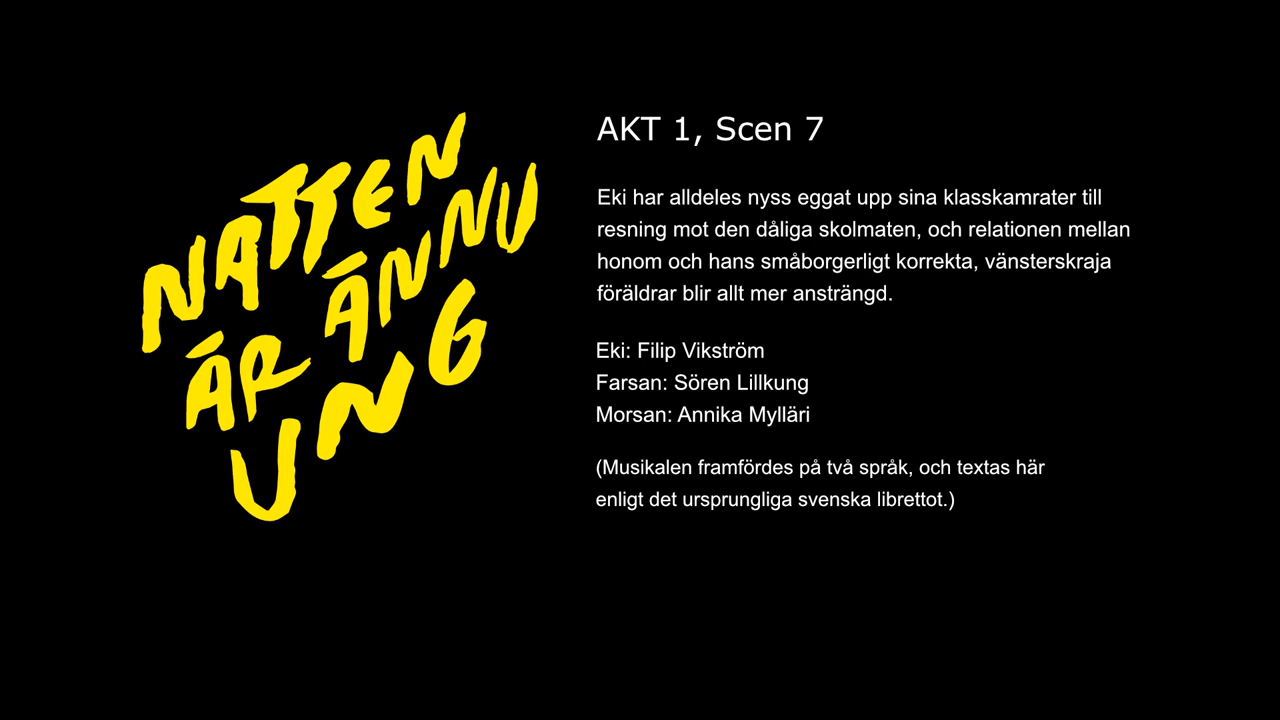 NATTEN
ÄR ÄNNU
UNG
AKT 1, Scen 7
Eki har alldeles nyss eggat upp sina klasskamrater till
resning mot den dåliga skolmaten, och relationen mellan
honom och hans småborgerligt korrekta, vänsterskraja
föräldrar blir allt mer ansträngd.
Eki: Filip Vikström
Farsan: Sören Lillkung
Morsan: Annika Mylläri
(Musikalen framfördes på två språk, och textas här
enligt det ursprungliga svenska librettot.)